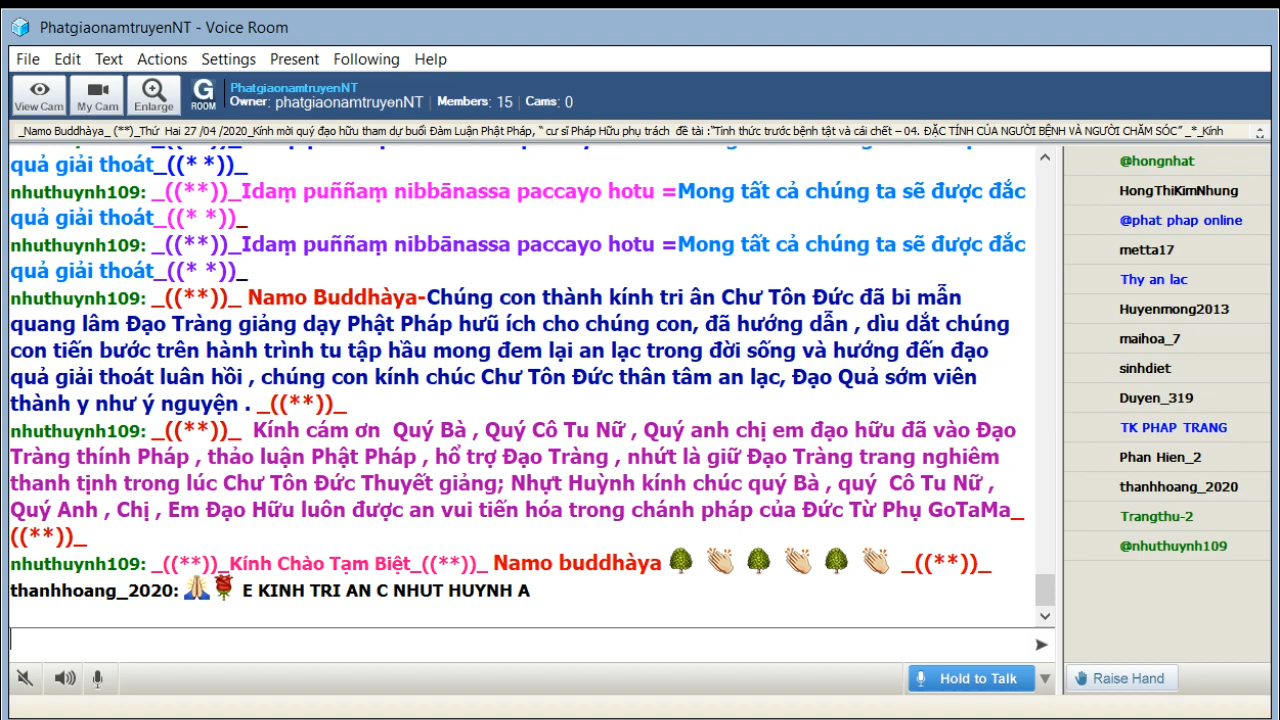 PhatgiaonamtruyenNT - Voice Room
File Edit Text Actions Settings Present Following Help
View Cam My Cam Enlarge G ROOM
PhatgiaonamtruyenNT
Owner: phatgiaonamtruyenNT | Members: 15 | Cams: 0
_Namo Buddhàya_ (**)_Thứ Hai 27 /04 /2020_Kính mời quý đạo hữu tham dự buổi Đàm Luận Phật Pháp, “ cư sĩ Pháp Hữu phụ trách đề tài :“Tỉnh thức trước bệnh tật và cái chết – 04. ĐẶC TÍNH CỦA NGƯỜI BỆNH VÀ NGƯỜI CHĂM SÓC” _*_Kính
quả giải thoát_((* *))_
nhuthuynh109: _((**))_Idaṃ puññaṃ nibbānassa paccayo hotu =Mong tất cả chúng ta sẽ được đắc
quả giải thoát_((* *))_
nhuthuynh109: _((**))_Idaṃ puññaṃ nibbānassa paccayo hotu =Mong tất cả chúng ta sẽ được đắc
quả giải thoát_((* *))_
nhuthuynh109: _((**))_ Namo Buddhàya-Chúng con thành kính tri ân Chư Tôn Đức đã bi mẫn
quang lâm Đạo Tràng giảng dạy Phật Pháp hưũ ích cho chúng con, đã hướng dẫn , dìu dắt chúng
con tiến bước trên hành trình tu tập hầu mong đem lại an lạc trong đời sống và hướng đến đạo
quả giải thoát luân hồi , chúng con kính chúc Chư Tôn Đức thân tâm an lạc, Đạo Quả sớm viên
thành y như ý nguyện . _((**))_
nhuthuynh109: _((**))_ Kính cám ơn Quý Bà , Quý Cô Tu Nữ , Quý anh chị em đạo hữu đã vào Đạo
Tràng thính Pháp , thảo luận Phật Pháp , hổ trợ Đạo Tràng , nhứt là giữ Đạo Tràng trang nghiêm
thanh tịnh trong lúc Chư Tôn Đức Thuyết giảng; Nhựt Huỳnh kính chúc quý Bà , quý Cô Tu Nữ ,
Quý Anh , Chị , Em Đạo Hữu luôn được an vui tiến hóa trong chánh pháp của Đức Từ Phụ GoTaMa_
((**))_
nhuthuynh109: _((**))_Kính Chào Tạm Biệt_((**))_ Namo buddhàya 🌳 👏 🌳 👏 🌳 👏 _((**))_
thanhhoang_2020: 🙏🌹 E KINH TRI AN C NHUT HUYNH A
Hold to Talk
@hongnhat
HongThiKimNhung
@phat phap online
metta17
Thy an lac
Huyenmong2013
maihoa_7
sinhdiet
Duyen_319
TK PHAP TRANG
Phan Hien_2
thanhhoang_2020
Trangthu-2
@nhuthuynh109
Raise Hand